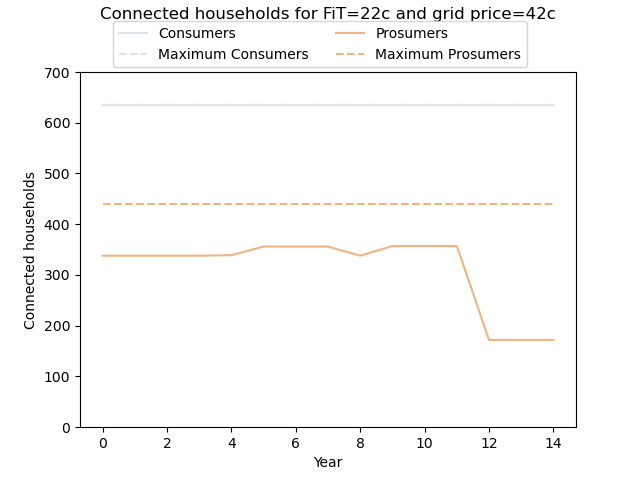 Connected households for FiT=22c and grid price=42c
Consumers
Prosumers
Maximum Consumers
Maximum Prosumers
700
600
500
400
300
200
100
0
Connected households
0 2 4 6 8 10 12 14
Year